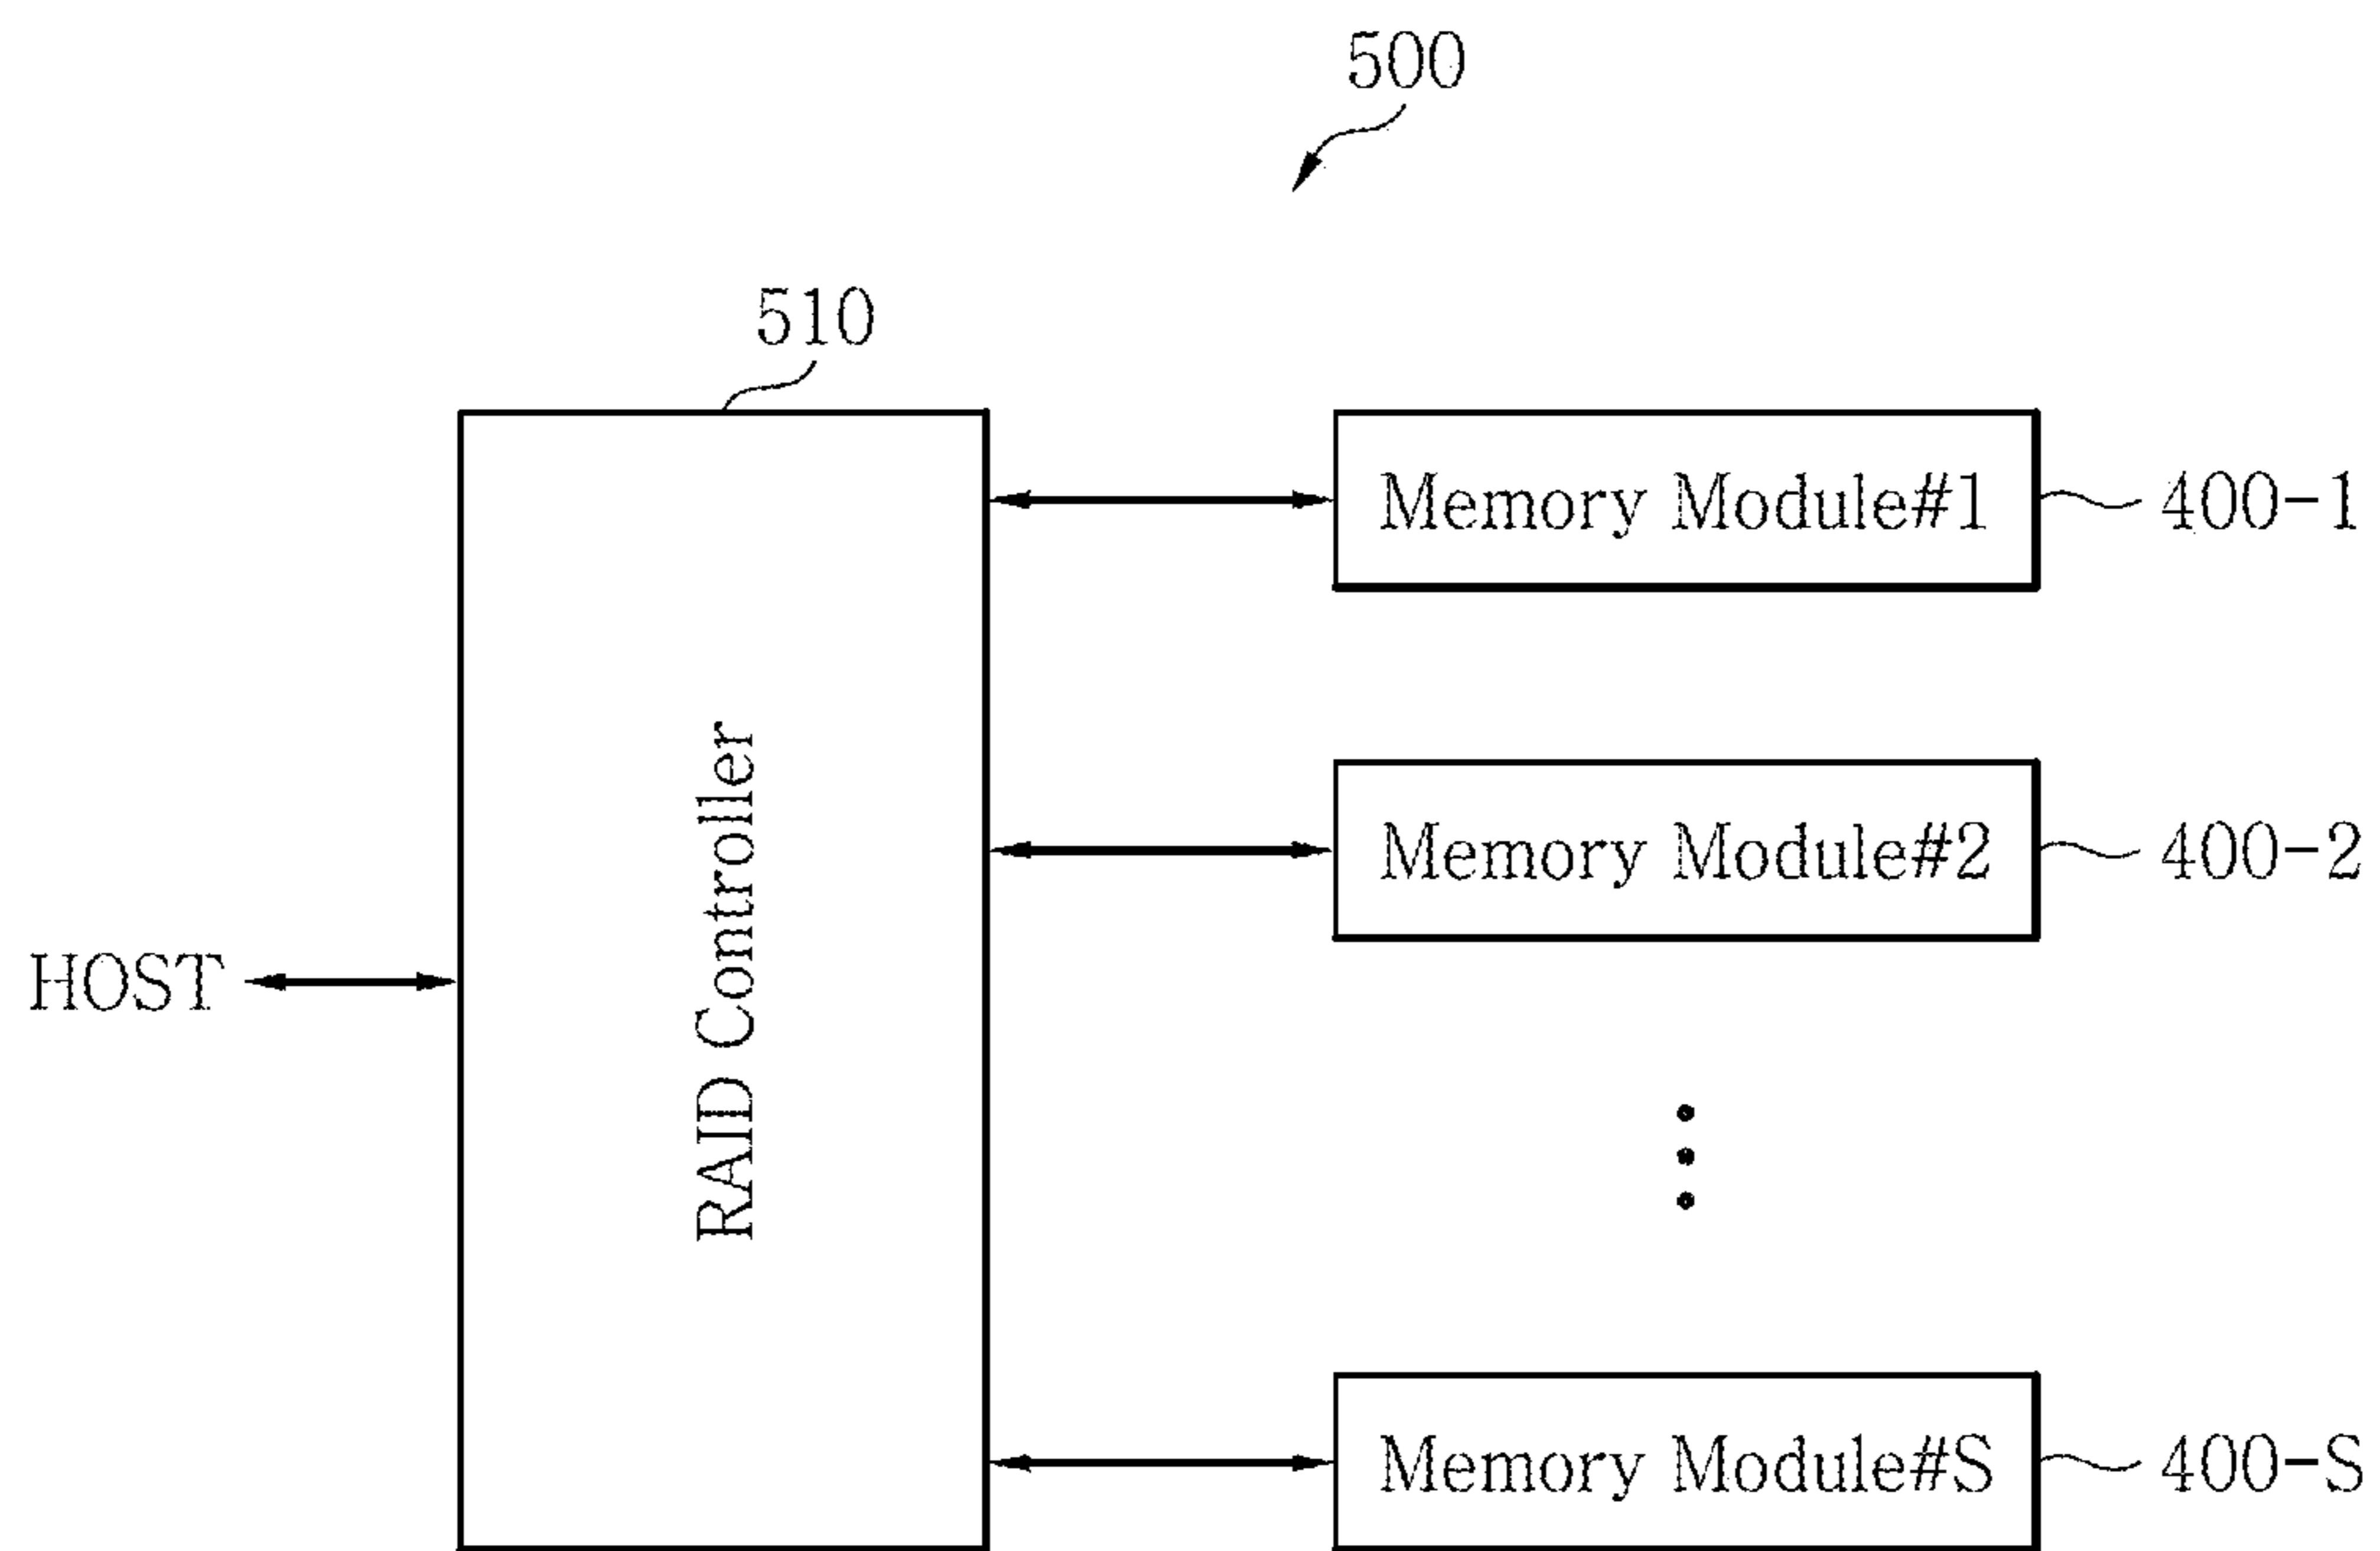 500
510
Memory Module#1
400-1
RAID Controller
Memory Module#2
400-2
HOST
Memory Module#S
400-S